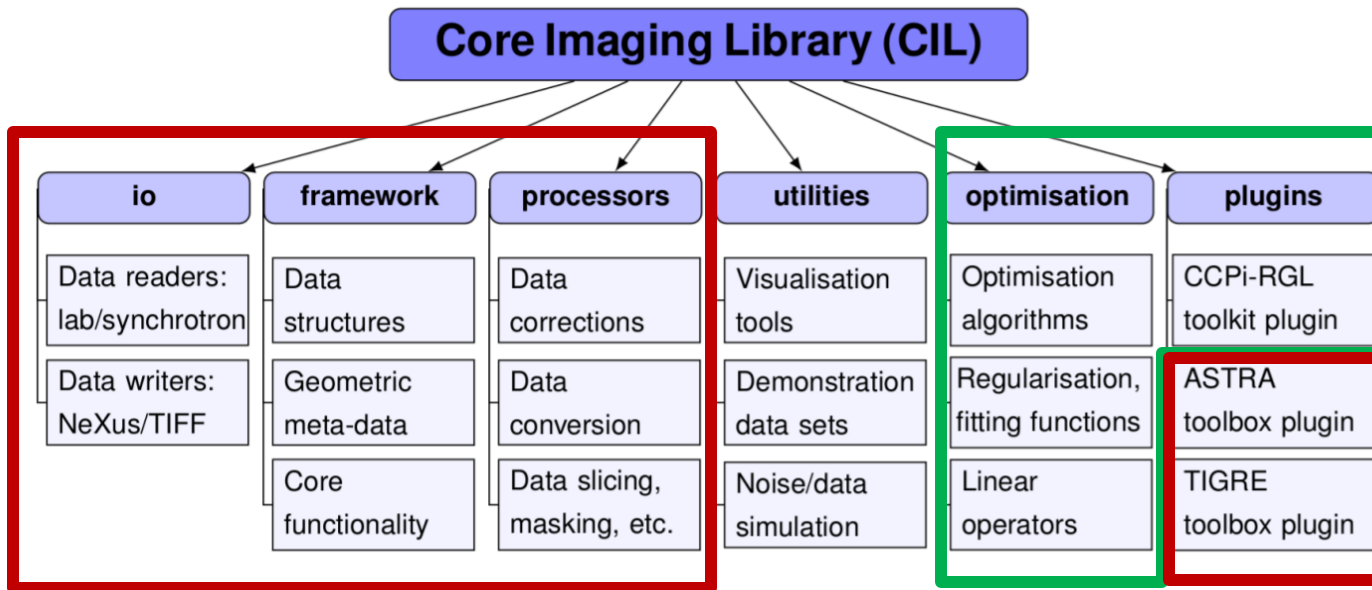 Core Imaging Library (CIL)
io
framework
processors
utilities
optimisation
plugins
Data readers:
lab/synchrotron
Data writers:
NeXus/TIFF
Data
structures
Geometric
meta-data
Core
functionality
Data
corrections
Data
conversion
Data slicing,
masking, etc.
Visualisation
tools
Demonstration
data sets
Noise/data
simulation
Optimisation
algorithms
Regularisation,
fitting functions
Linear
operators
CCPi-RGL
toolkit plugin
ASTRA
toolbox plugin
TIGRE
toolbox plugin